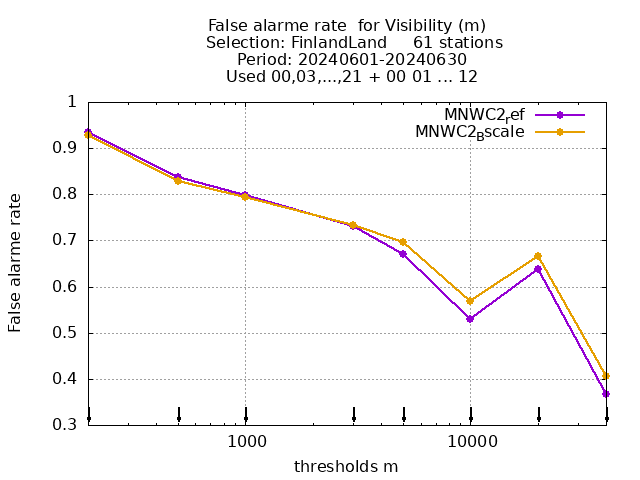 False alarme rate  for Visibility (m)
Selection: FinlandLand     61 stations
Period: 20240601-20240630
Used 00,03,...,21 + 00 01 ... 12
MNWC2ref
MNWC2Bscale
False alarme rate
1
0.9
0.8
0.7
0.6
0.5
0.4
0.3
1000
10000
thresholds m